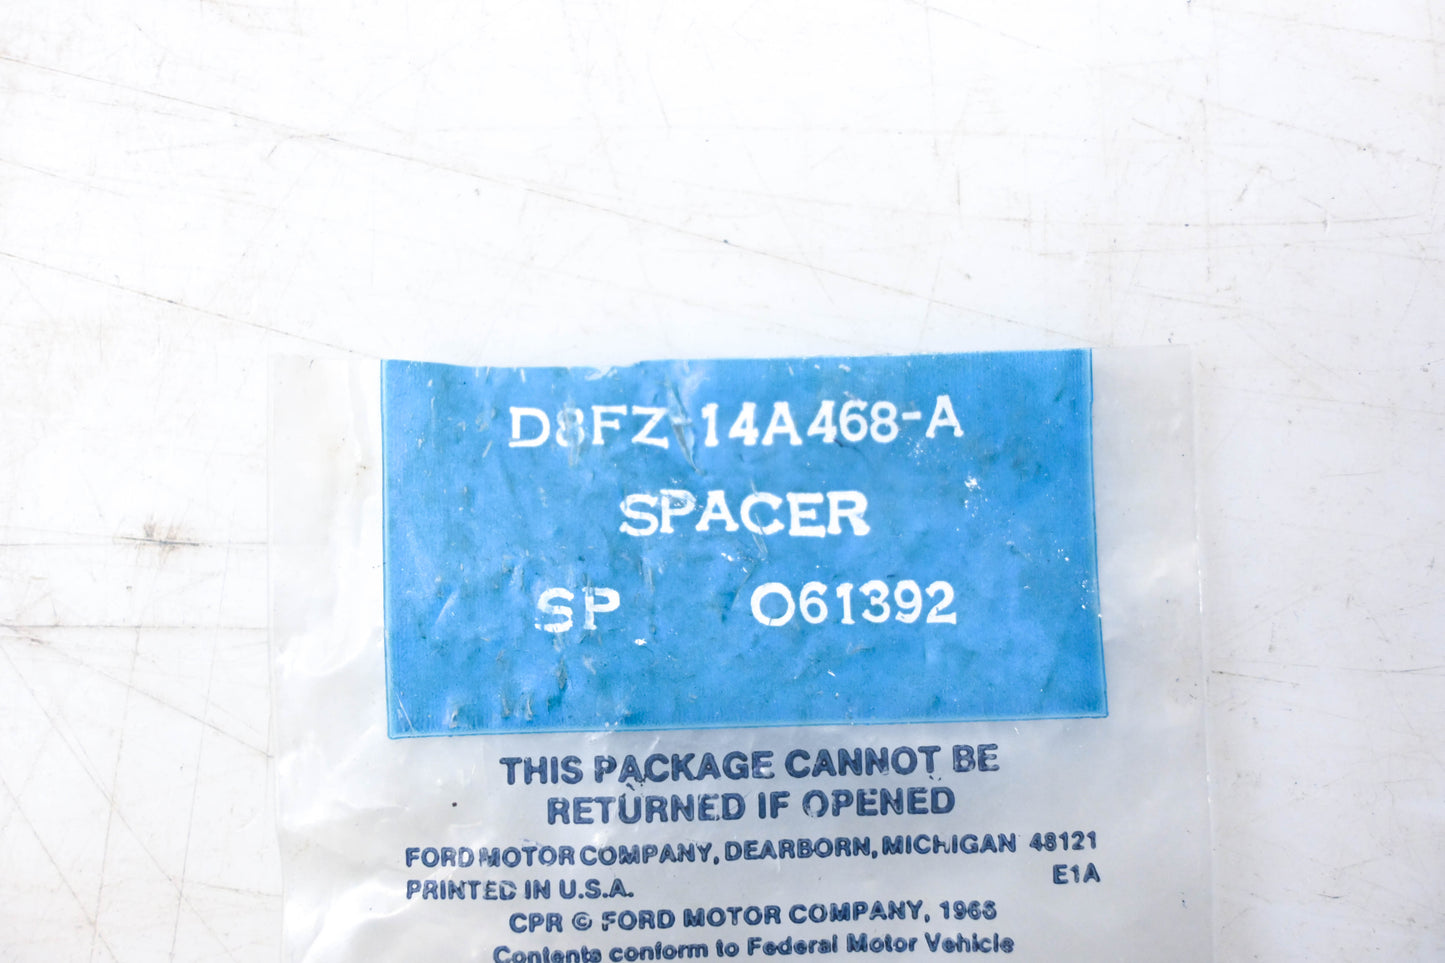 D8FZ-14A468-A
SPACER
SP 061392
THIS PACKAGE CANNOT BE
RETURNED IF OPENED
FORD MOTOR COMPANY, DEARBORN, MICHIGAN 48121
PRINTED IN U.S.A. E1A
CPR © FORD MOTOR COMPANY, 1965
Contents conform to Federal Motor Vehicle